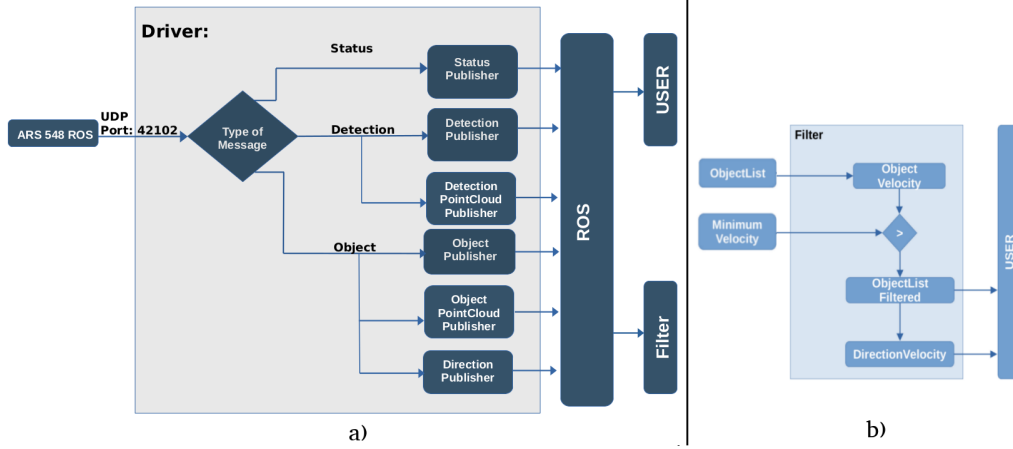 Driver:
Status
Status
Publisher
UDP
Port: 42102
ARS 548 ROS
Type of
Message
Detection
Detection
Publisher
Detection
PointCloud
Publisher
Object
Object
Publisher
Object
PointCloud
Publisher
Direction
Publisher
ROS
USER
Filter
a)
Filter
ObjectList
Object
Velocity
Minimum
Velocity
>
ObjectList
Filtered
DirectionVelocity
USER
b)